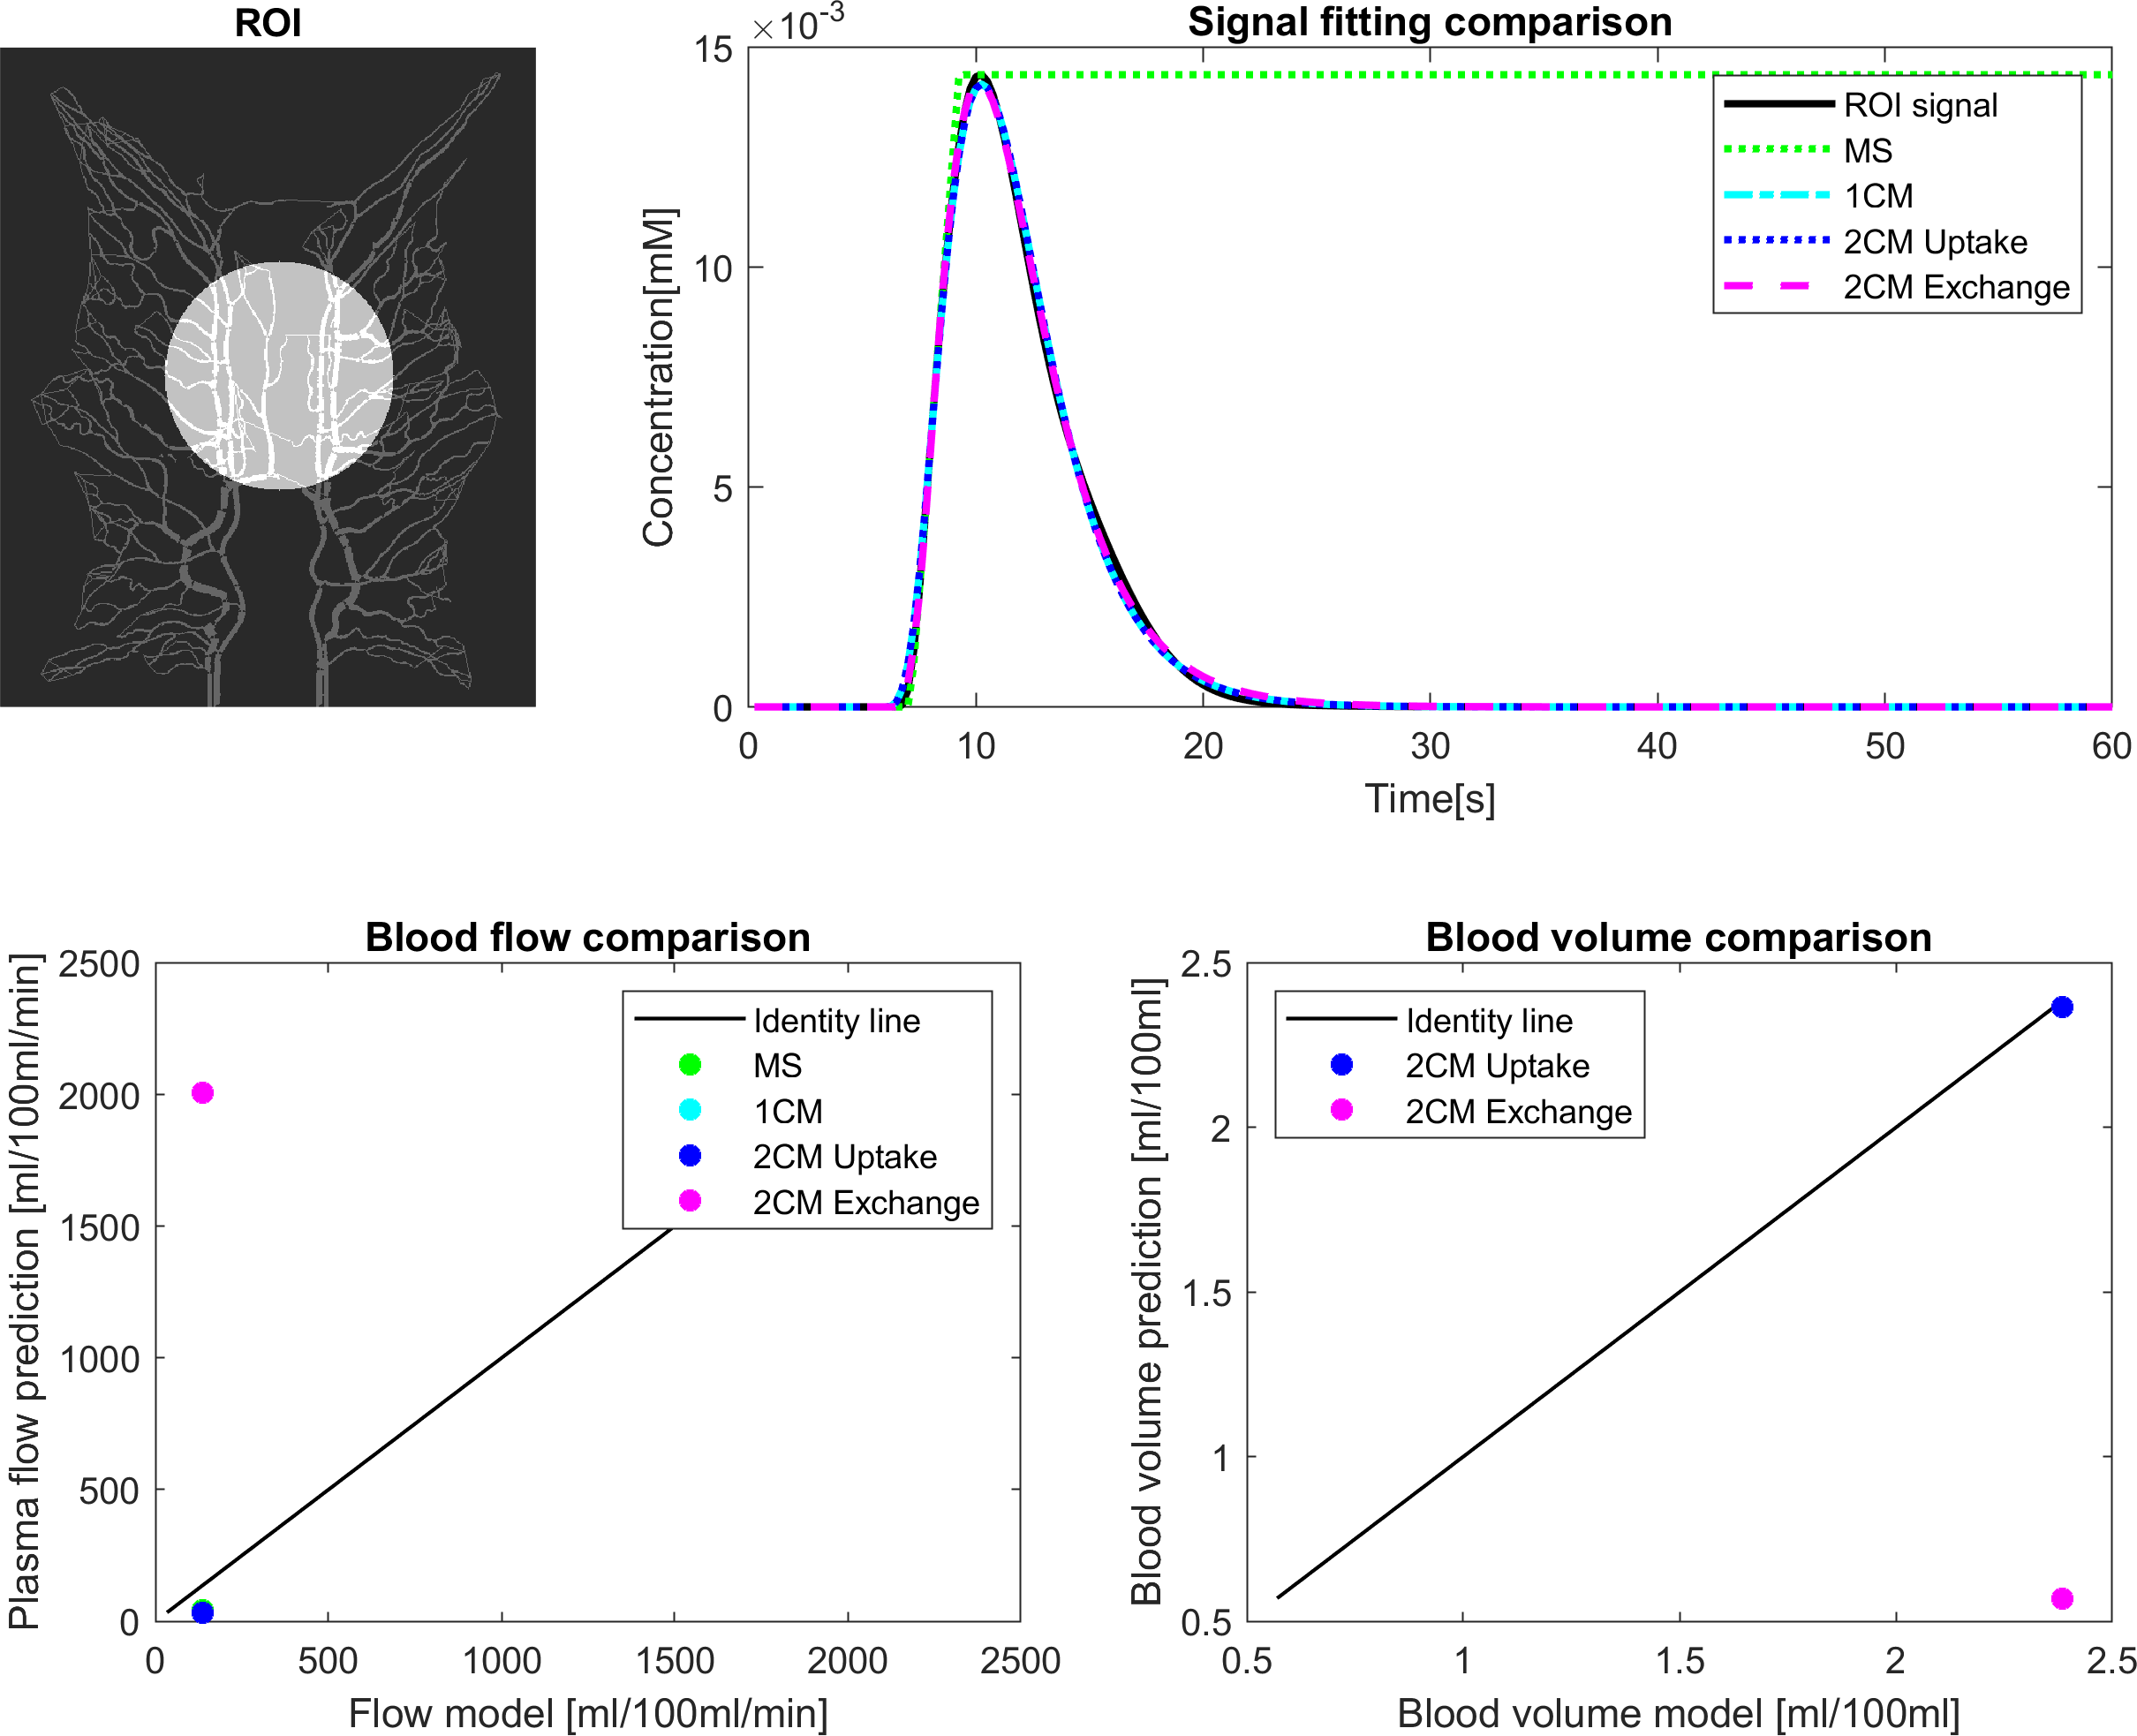 ROI
Signal fitting comparison
×10-3
15
10
5
0
Concentration[mM]
0 10 20 30 40 50 60
Time[s]
ROI signal
MS
1CM
2CM Uptake
2CM Exchange
Blood flow comparison
2500
2000
1500
1000
500
0
Plasma flow prediction [ml/100ml/min]
0 500 1000 1500 2000 2500
Flow model [ml/100ml/min]
Identity line
MS
1CM
2CM Uptake
2CM Exchange
Blood volume comparison
2.5
2
1.5
1
0.5
Blood volume prediction [ml/100ml]
0.5 1 1.5 2 2.5
Blood volume model [ml/100ml]
Identity line
2CM Uptake
2CM Exchange